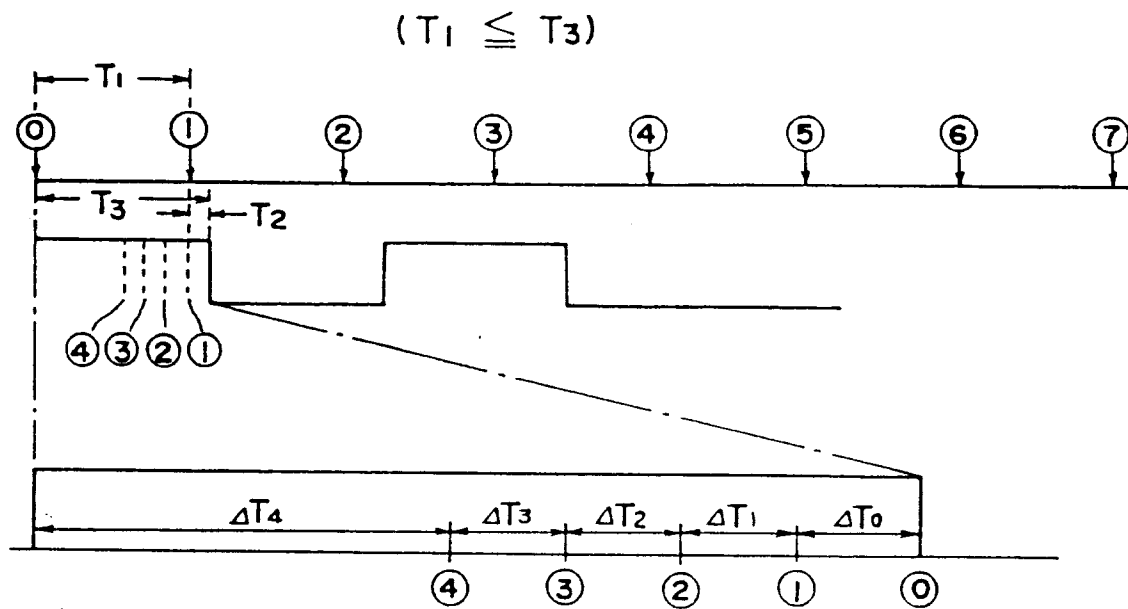 (T₁ ≦ T₃)
T₁
⓪ ① ② ③ ④ ⑤ ⑥ ⑦
T₃
T₂
④ ③ ② ①
ΔT₄ ΔT₃ ΔT₂ ΔT₁ ΔT₀
④ ③ ② ① ⓪